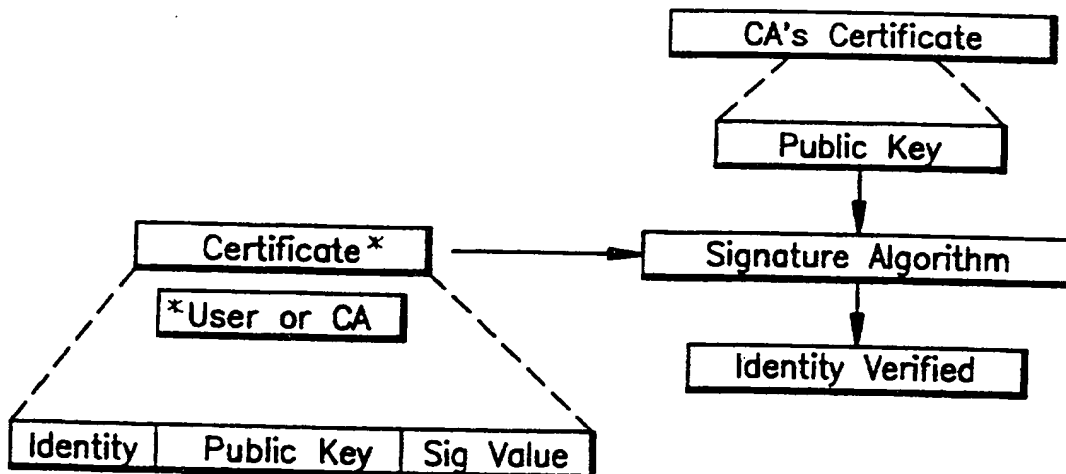 CA's Certificate
Public Key
Certificate*
Signature Algorithm
*User or CA
Identity Verified
Identity
Public Key
Sig Value